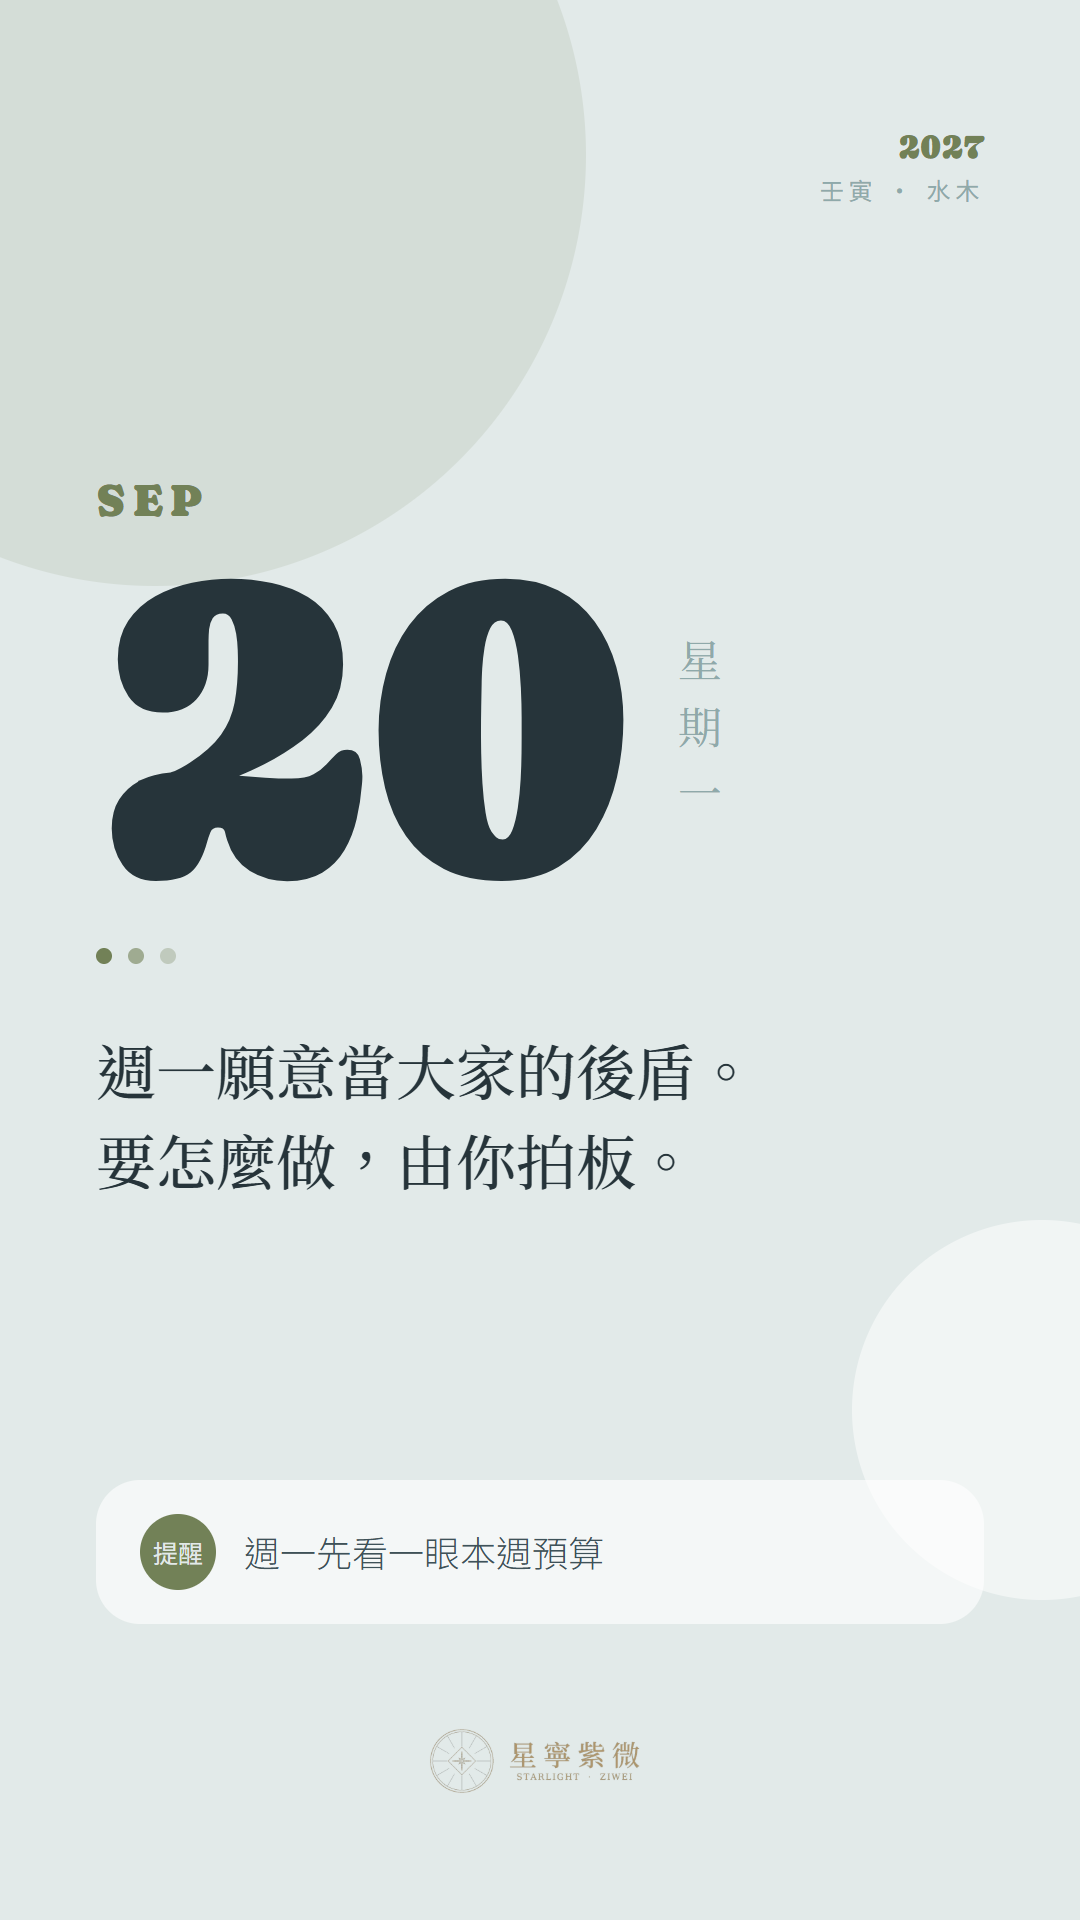 2027
壬寅 · 水木
SEP
20
星期一
週一願意當大家的後盾。
要怎麼做，由你拍板。
提醒
週一先看一眼本週預算
星寧紫微
STARLIGHT · ZIWEI